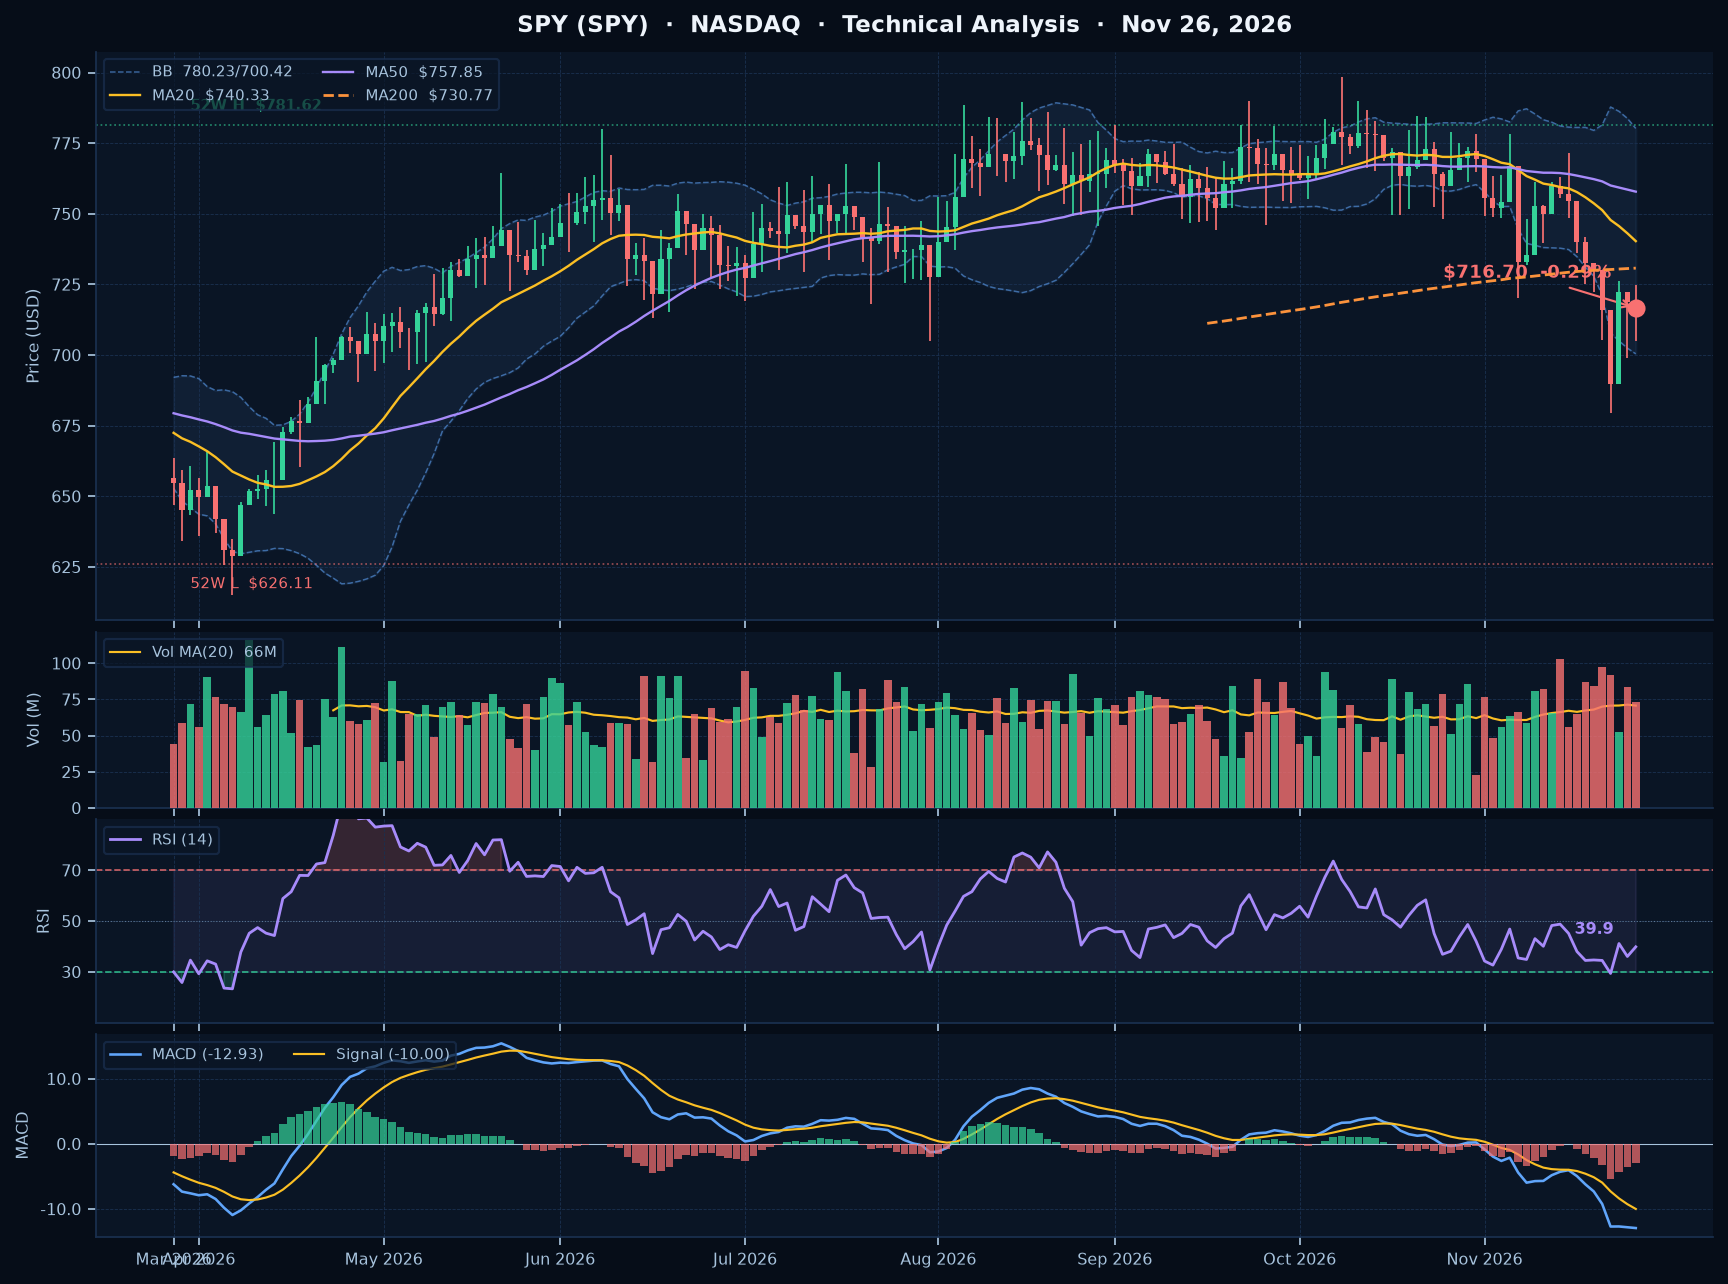 SPY (SPY)  ·  NASDAQ  ·  Technical Analysis  ·  Nov 26, 2026
BB  780.23/700.42
MA50  $757.85
MA20  $740.33
MA200  $730.77
52W H  $781.62
800
775
750
725
700
675
650
625
Price (USD)
$716.70  -0.29%
52W L  $626.11
Vol MA(20)  66M
100
75
50
25
0
Vol (M)
RSI (14)
70
50
30
RSI
39.9
MACD (-12.93)
Signal (-10.00)
10.0
0.0
-10.0
MACD
Mar 2026
Apr 2026
May 2026
Jun 2026
Jul 2026
Aug 2026
Sep 2026
Oct 2026
Nov 2026